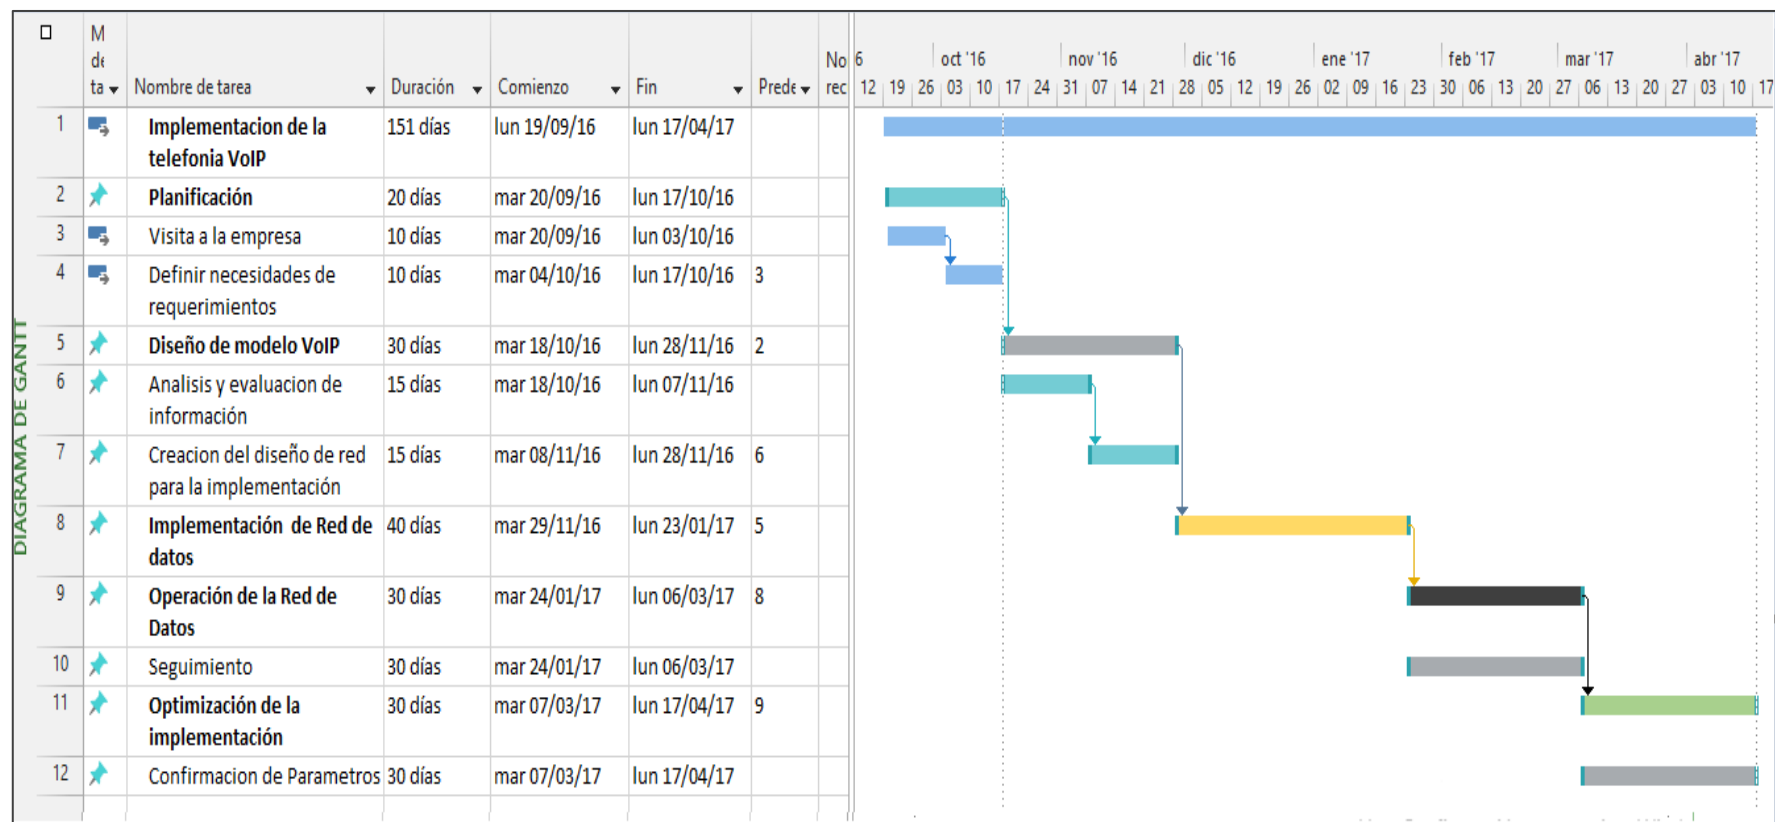 M
de
ta
Nombre de tarea Duración Comienzo Fin Prede
No
rec
6 oct '16 nov '16 dic '16 ene '17 feb '17 mar '17 abr '17
12 19 26 03 10 17 24 31 07 14 21 28 05 12 19 26 02 09 16 23 30 06 13 20 27 06 13 20 27 03 10 17
DIAGRAMA DE GANTT
1 Implementacion de la 151 días lun 19/09/16 lun 17/04/17
telefonia VoIP
2 Planificación 20 días mar 20/09/16 lun 17/10/16
3 Visita a la empresa 10 días mar 20/09/16 lun 03/10/16
4 Definir necesidades de 10 días mar 04/10/16 lun 17/10/16 3
requerimientos
5 Diseño de modelo VoIP 30 días mar 18/10/16 lun 28/11/16 2
6 Analisis y evaluacion de 15 días mar 18/10/16 lun 07/11/16
información
7 Creacion del diseño de red 15 días mar 08/11/16 lun 28/11/16 6
para la implementación
8 Implementación de Red de 40 días mar 29/11/16 lun 23/01/17 5
datos
9 Operación de la Red de 30 días mar 24/01/17 lun 06/03/17 8
Datos
10 Seguimiento 30 días mar 24/01/17 lun 06/03/17
11 Optimización de la 30 días mar 07/03/17 lun 17/04/17 9
implementación
12 Confirmacion de Parametros 30 días mar 07/03/17 lun 17/04/17